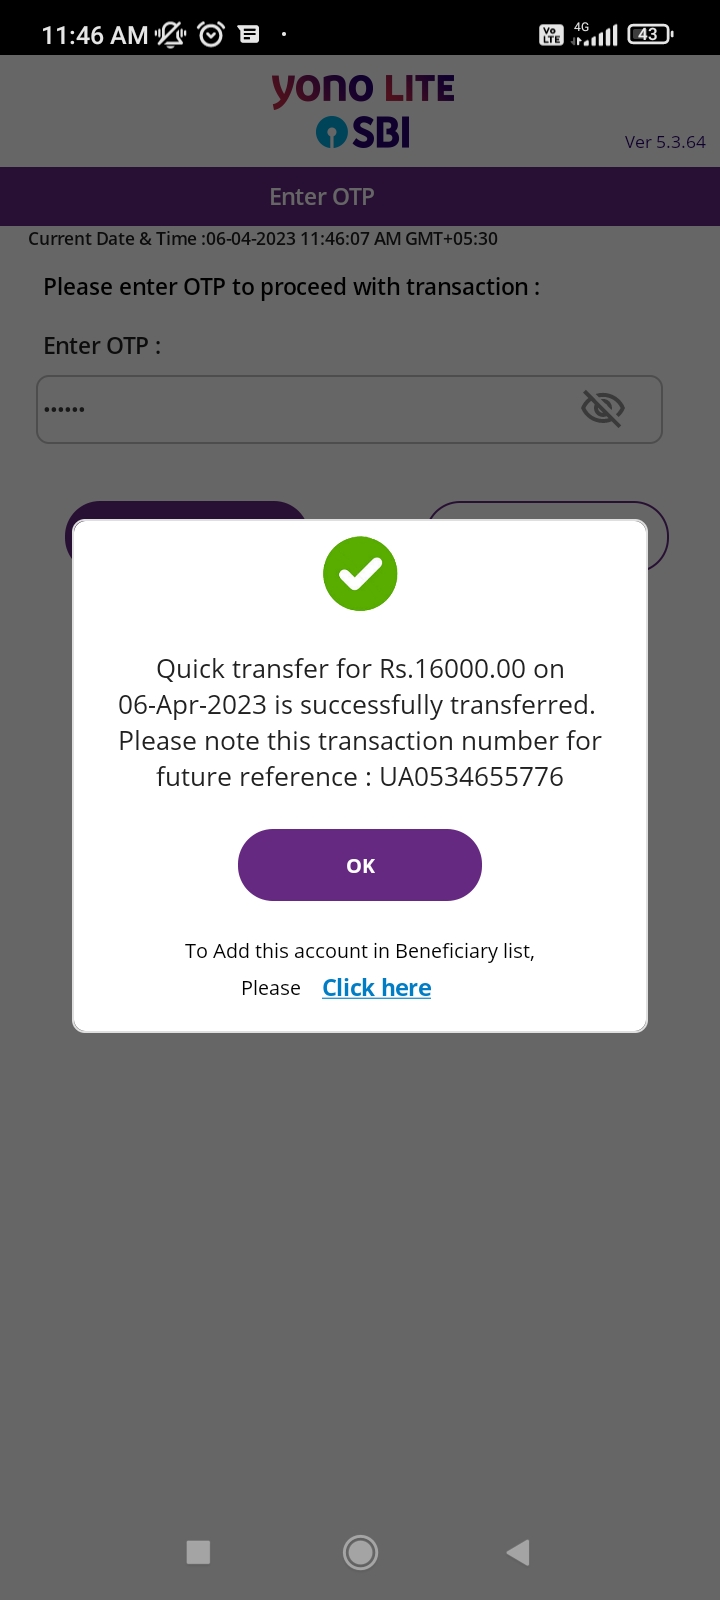 11:46 AM
Vo LTE 4G 43
yono LITE
SBI
Ver 5.3.64
Enter OTP
Current Date & Time :06-04-2023 11:46:07 AM GMT+05:30
Please enter OTP to proceed with transaction :
Enter OTP :
••••••
Quick transfer for Rs.16000.00 on
06-Apr-2023 is successfully transferred.
Please note this transaction number for
future reference : UA0534655776
OK
To Add this account in Beneficiary list,
Please Click here